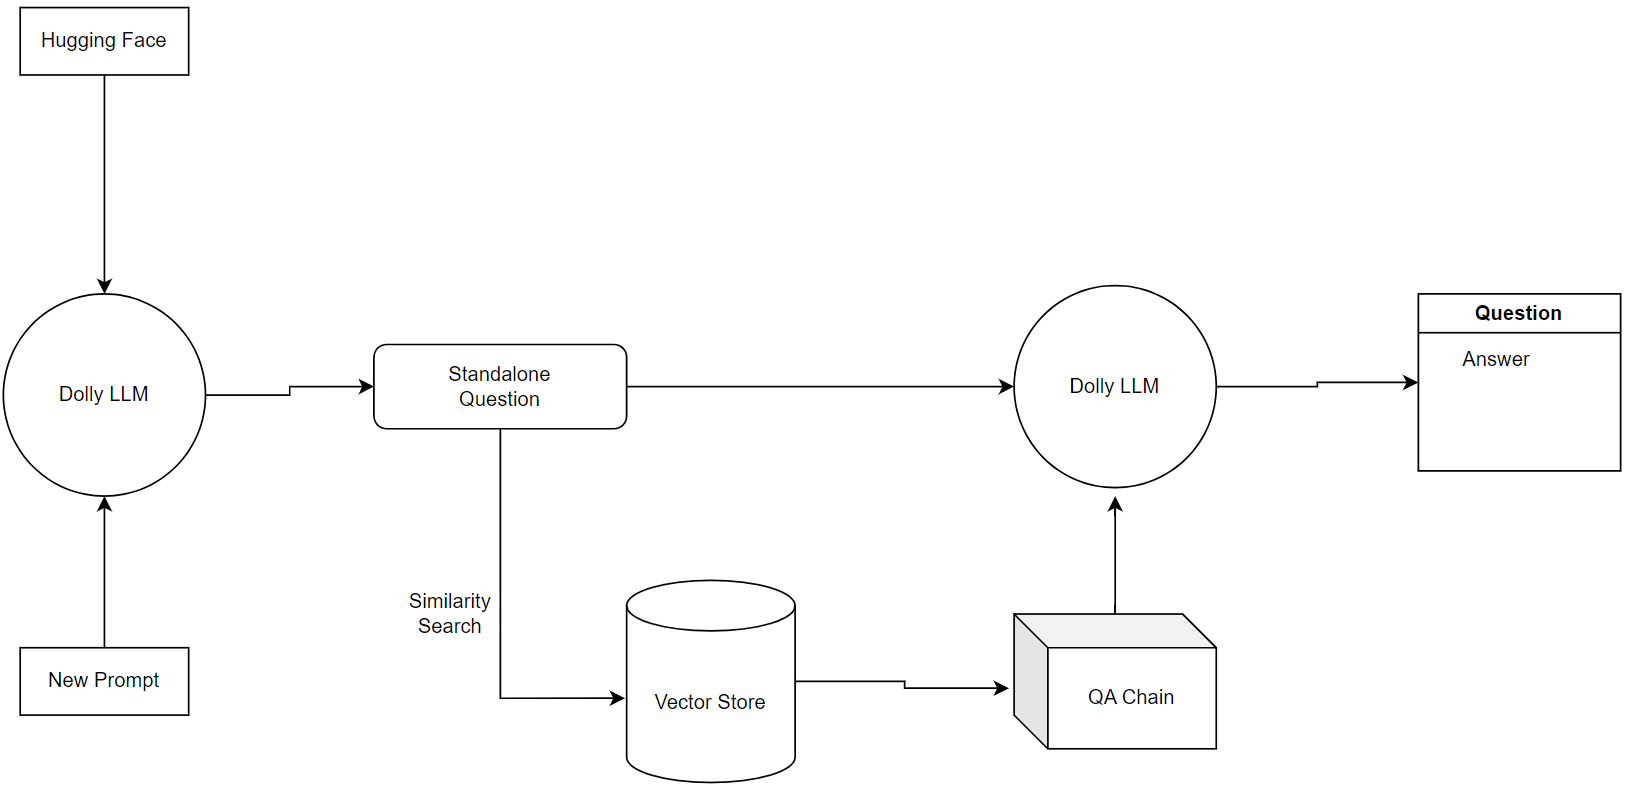 Hugging Face
Dolly LLM
New Prompt
Standalone
Question
Similarity
Search
Vector Store
QA Chain
Dolly LLM
Question
Answer